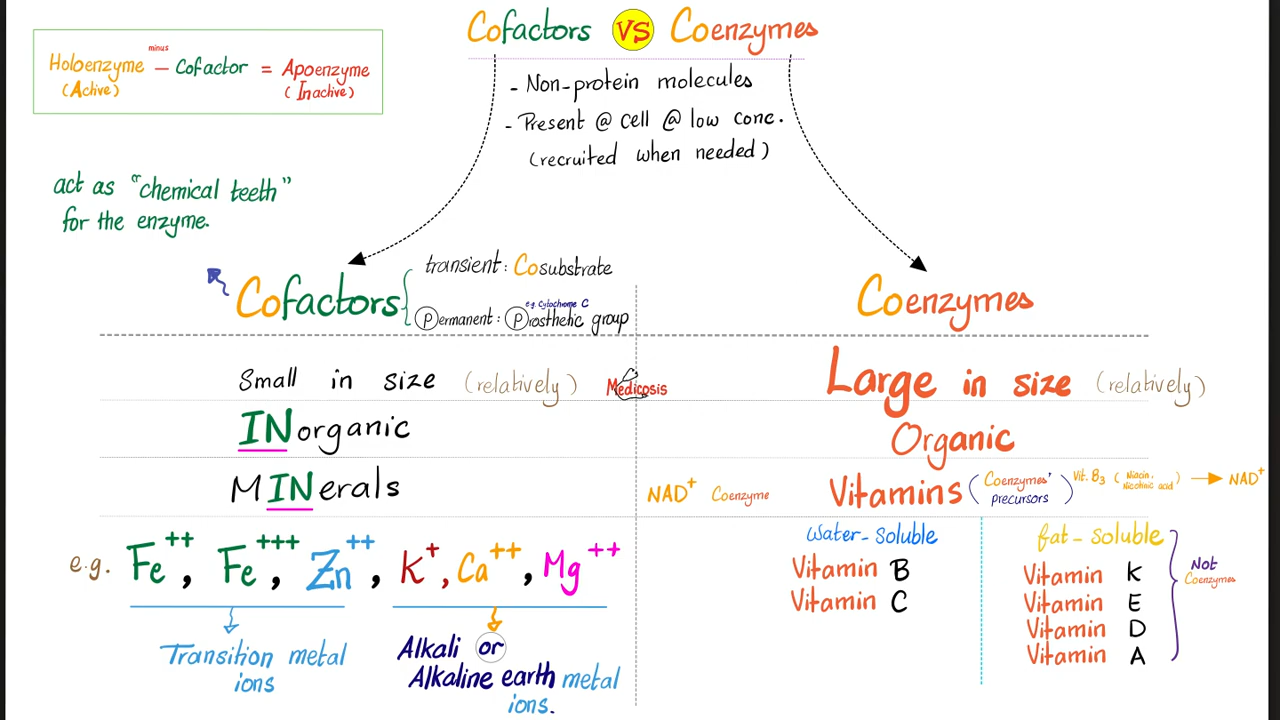 Cofactors VS Coenzymes
minus
Holoenzyme – Cofactor = Apoenzyme
(Active) (Inactive)
- Non-protein molecules
- Present @ cell @ low conc.
(recruited when needed)
act as "chemical teeth"
for the enzyme.
Cofactors
transient: Cosubstrate
e.g. Cytochrome C
Permanent: Prosthetic group
Coenzymes
Small in size (relatively)
Medicosis
Large in size (relatively)
INorganic
Organic
MINerals
NAD+ Coenzyme
Vitamins (Coenzymes' precursors) Vit. B3 (Niacin, Nicotinic acid) → NAD+
e.g. Fe++, Fe+++, Zn++, K+, Ca++, Mg++
Transition metal
ions
Alkali or
Alkaline earth metal
ions.
Water-Soluble
Vitamin B
Vitamin C
fat-soluble
Vitamin K
Vitamin E
Vitamin D
Vitamin A
Not
Coenzymes